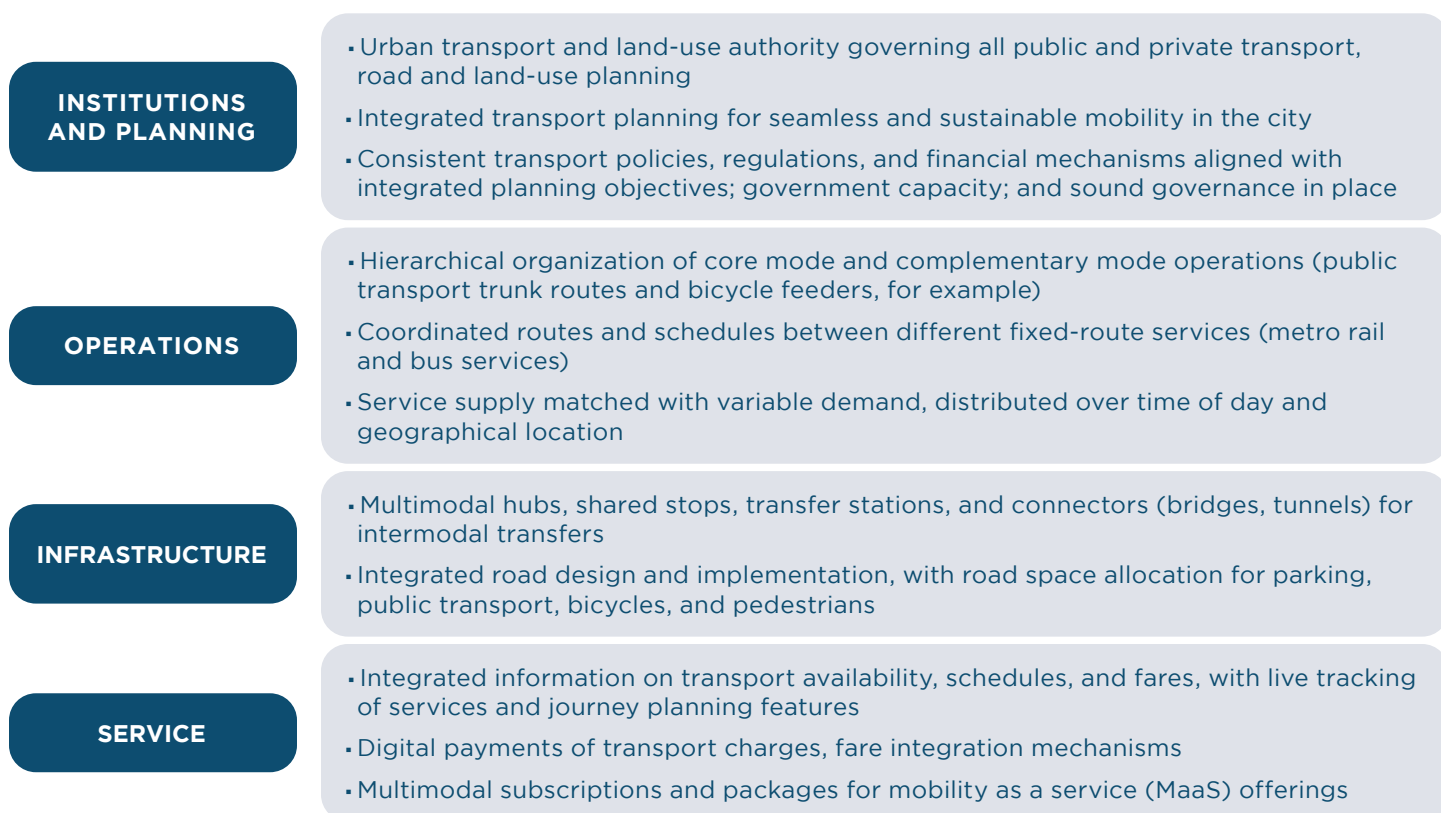 INSTITUTIONS
AND PLANNING
▪ Urban transport and land-use authority governing all public and private transport,
road and land-use planning
▪ Integrated transport planning for seamless and sustainable mobility in the city
▪ Consistent transport policies, regulations, and financial mechanisms aligned with
integrated planning objectives; government capacity; and sound governance in place
OPERATIONS
▪ Hierarchical organization of core mode and complementary mode operations (public
transport trunk routes and bicycle feeders, for example)
▪ Coordinated routes and schedules between different fixed-route services (metro rail
and bus services)
▪ Service supply matched with variable demand, distributed over time of day and
geographical location
INFRASTRUCTURE
▪ Multimodal hubs, shared stops, transfer stations, and connectors (bridges, tunnels) for
intermodal transfers
▪ Integrated road design and implementation, with road space allocation for parking,
public transport, bicycles, and pedestrians
SERVICE
▪ Integrated information on transport availability, schedules, and fares, with live tracking
of services and journey planning features
▪ Digital payments of transport charges, fare integration mechanisms
▪ Multimodal subscriptions and packages for mobility as a service (MaaS) offerings